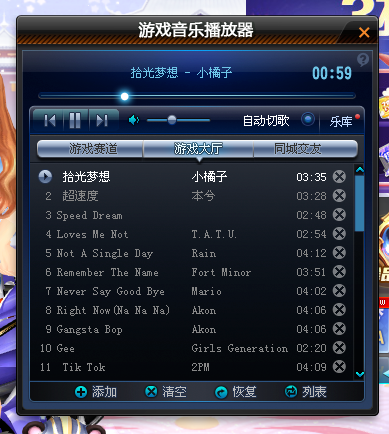 游戏音乐播放器
拾光梦想 - 小橘子 00:59
自动切歌 乐库
游戏赛道 游戏大厅 同城交友
拾光梦想 小橘子 03:35
2 超速度 本兮 03:28
3 Speed Dream 02:48
4 Loves Me Not T.A.T.U. 02:54
5 Not A Single Day Rain 04:12
6 Remember The Name Fort Minor 03:51
7 Never Say Good Bye Mario 04:02
8 Right Now(Na Na Na) Akon 04:06
9 Gangsta Bop Akon 04:06
10 Gee Girls Generation 02:20
11 Tik Tok 2PM 04:09
添加 清空 恢复 列表